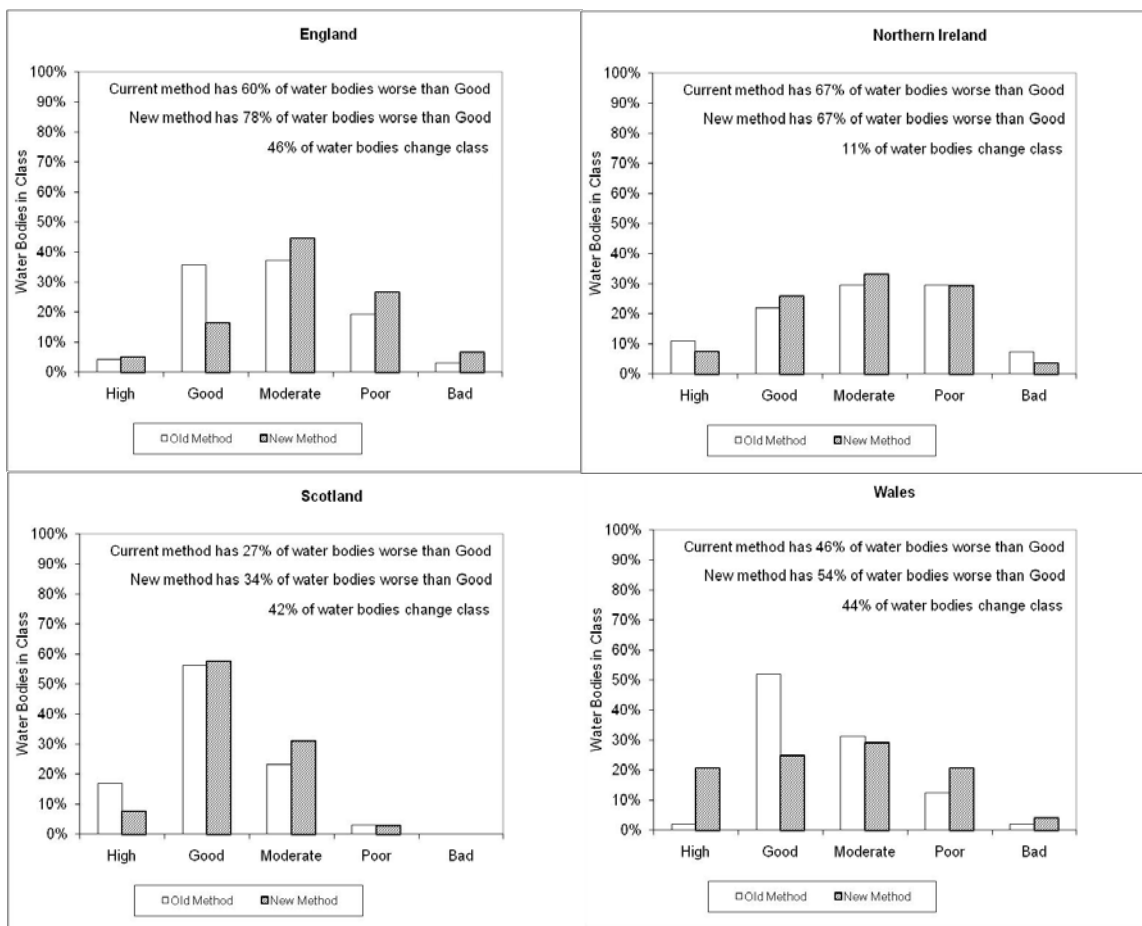 England
100%
90%
80%
70%
60%
50%
40%
30%
20%
10%
0%
Water Bodies in Class
Current method has 60% of water bodies worse than Good
New method has 78% of water bodies worse than Good
46% of water bodies change class
High Good Moderate Poor Bad
Old Method New Method
Northern Ireland
100%
90%
80%
70%
60%
50%
40%
30%
20%
10%
0%
Water Bodies in Class
Current method has 67% of water bodies worse than Good
New method has 67% of water bodies worse than Good
11% of water bodies change class
High Good Moderate Poor Bad
Old Method New Method
Scotland
100%
90%
80%
70%
60%
50%
40%
30%
20%
10%
0%
Water Bodies in Class
Current method has 27% of water bodies worse than Good
New method has 34% of water bodies worse than Good
42% of water bodies change class
High Good Moderate Poor Bad
Old Method New Method
Wales
100%
90%
80%
70%
60%
50%
40%
30%
20%
10%
0%
Water Bodies in Class
Current method has 46% of water bodies worse than Good
New method has 54% of water bodies worse than Good
44% of water bodies change class
High Good Moderate Poor Bad
Old Method New Method